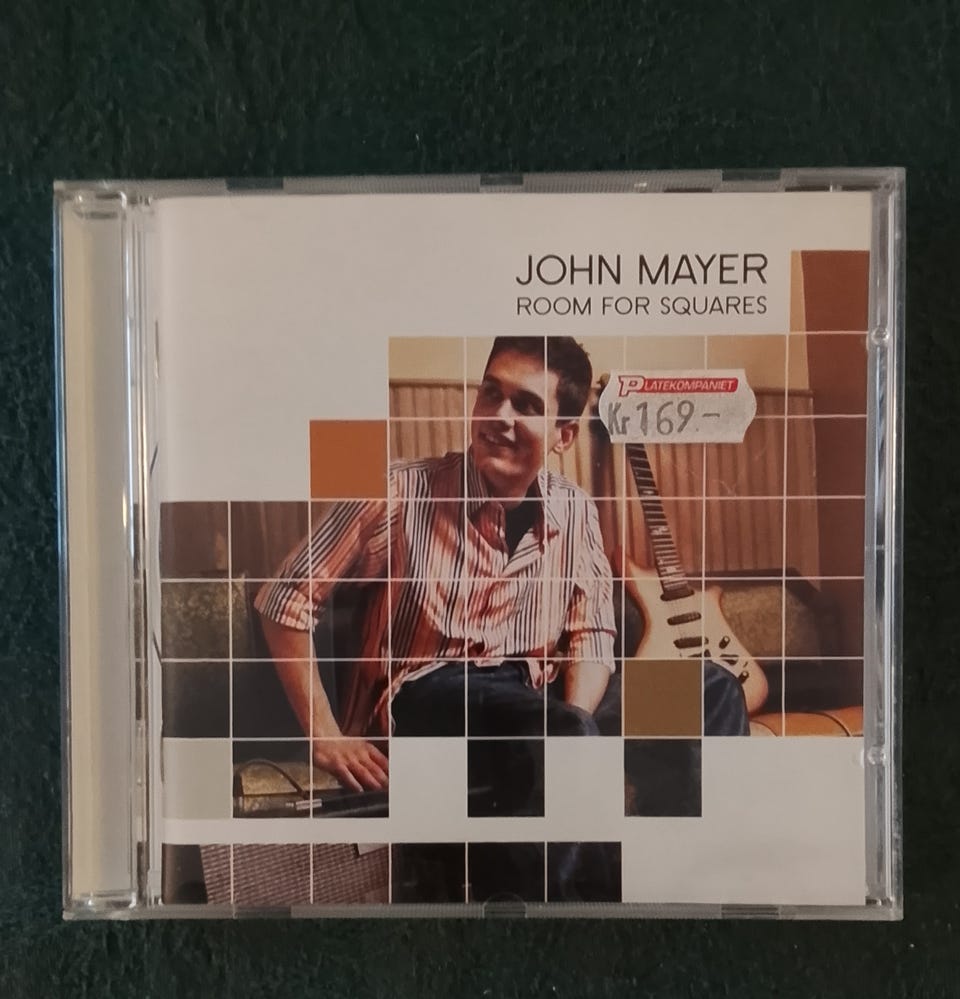 JOHN MAYER
ROOM FOR SQUARES
PLATEKOMPANIET
Kr 169.-